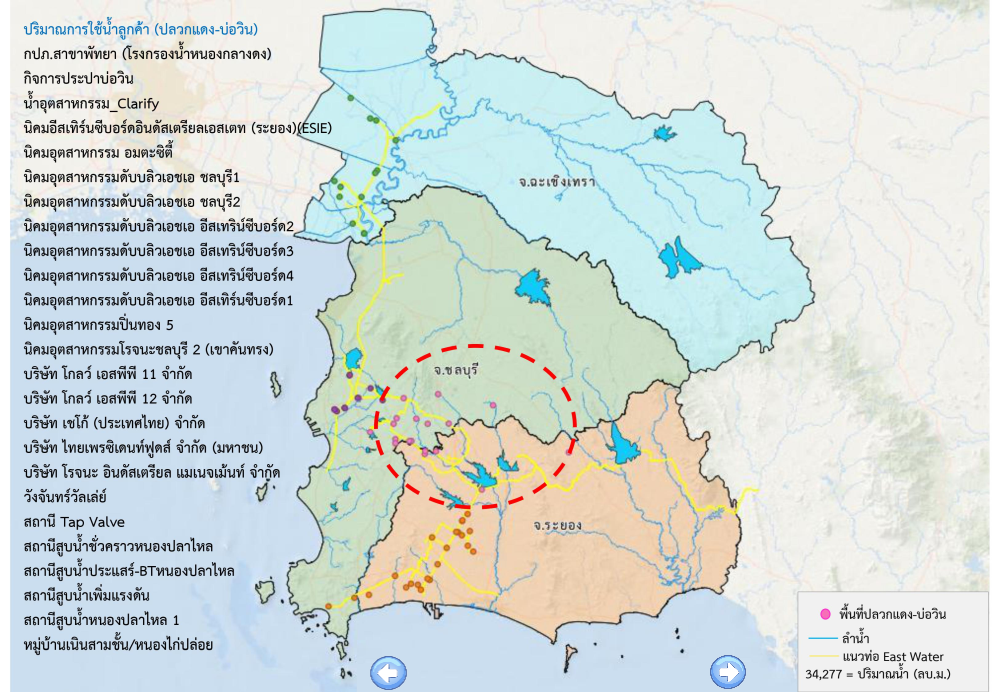 ปริมาณการใช้น้ำลูกค้า (ปลวกแดง-บ่อวิน)
กปภ.สาขาพัทยา (โรงกรองน้ำหนองกลางดง)
กิจการประปาบ่อวิน
น้ำอุตสาหกรรม_Clarify
นิคมอีสเทิร์นซีบอร์ดอินดัสเตรียลเอสเตท (ระยอง)(ESIE)
นิคมอุตสาหกรรม อมตะซิตี้
นิคมอุตสาหกรรมดับบลิวเอชเอ ชลบุรี1
นิคมอุตสาหกรรมดับบลิวเอชเอ ชลบุรี2
นิคมอุตสาหกรรมดับบลิวเอชเอ อีสเทริน์ซีบอร์ด2
นิคมอุตสาหกรรมดับบลิวเอชเอ อีสเทริน์ซีบอร์ด3
นิคมอุตสาหกรรมดับบลิวเอชเอ อีสเทริน์ซีบอร์ด4
นิคมอุตสาหกรรมดับบลิวเอชเอ อีสเทิร์นซีบอร์ด1
นิคมอุตสาหกรรมปิ่นทอง 5
นิคมอุตสาหกรรมโรจนะชลบุรี 2 (เขาคันทรง)
บริษัท โกลว์ เอสพีพี 11 จำกัด
บริษัท โกลว์ เอสพีพี 12 จำกัด
บริษัท เชโก้ (ประเทศไทย) จำกัด
บริษัท ไทยเพรซิเดนท์ฟูดส์ จำกัด (มหาชน)
บริษัท โรจนะ อินดัสเตรียล แมเนจเม้นท์ จำกัด
วังจันทร์วัลเล่ย์
สถานี Tap Valve
สถานีสูบน้ำชั่วคราวหนองปลาไหล
สถานีสูบน้ำประแสร์-BTหนองปลาไหล
สถานีสูบน้ำเพิ่มแรงดัน
สถานีสูบน้ำหนองปลาไหล 1
หมู่บ้านเนินสามชั้น/หนองไก่ปล่อย
จ.ฉะเชิงเทรา
จ.ชลบุรี
จ.ระยอง
พื้นที่ปลวกแดง-บ่อวิน
ลำน้ำ
แนวท่อ East Water
34,277 = ปริมาณน้ำ (ลบ.ม.)